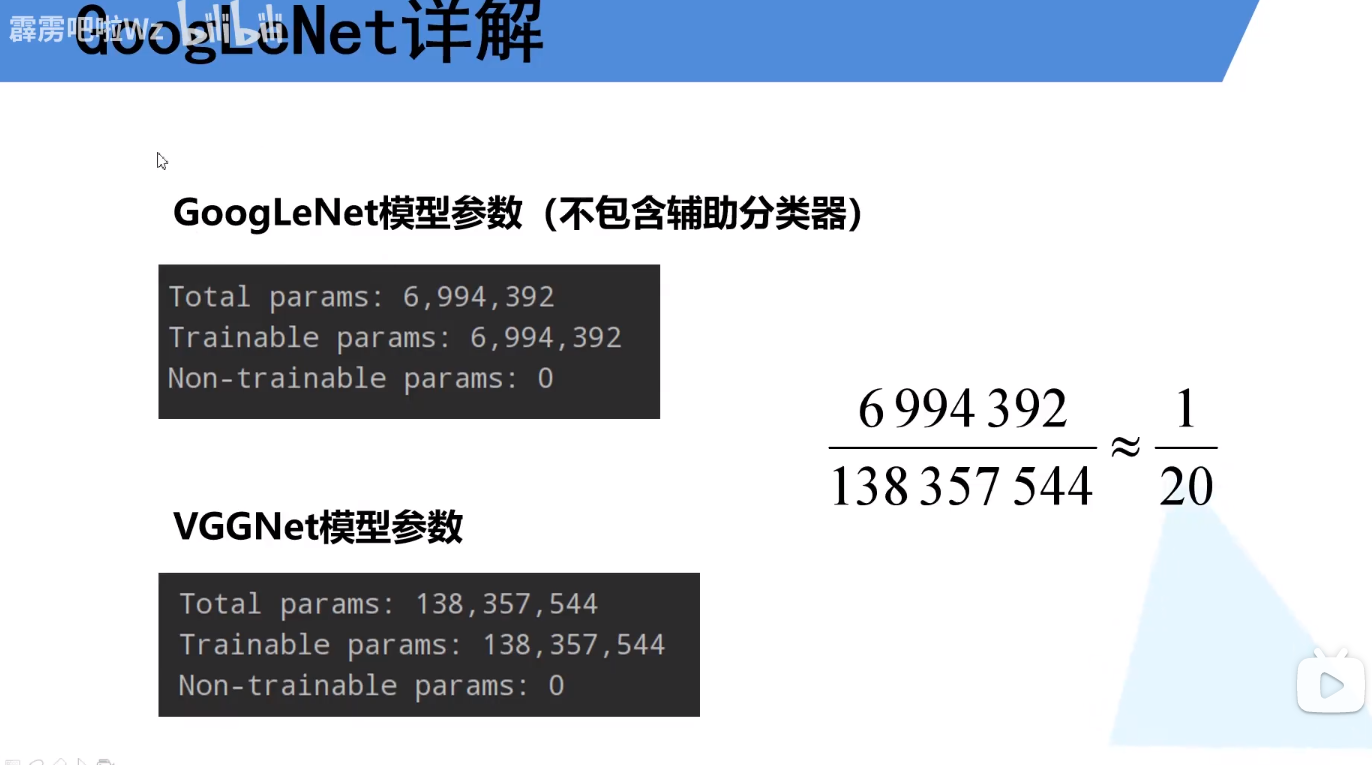 霹雳吧啦Wz bilibili
GoogLeNet详解
GoogLeNet模型参数（不包含辅助分类器）
Total params: 6,994,392
Trainable params: 6,994,392
Non-trainable params: 0
6 994 392
138 357 544
≈
1
20
VGGNet模型参数
Total params: 138,357,544
Trainable params: 138,357,544
Non-trainable params: 0